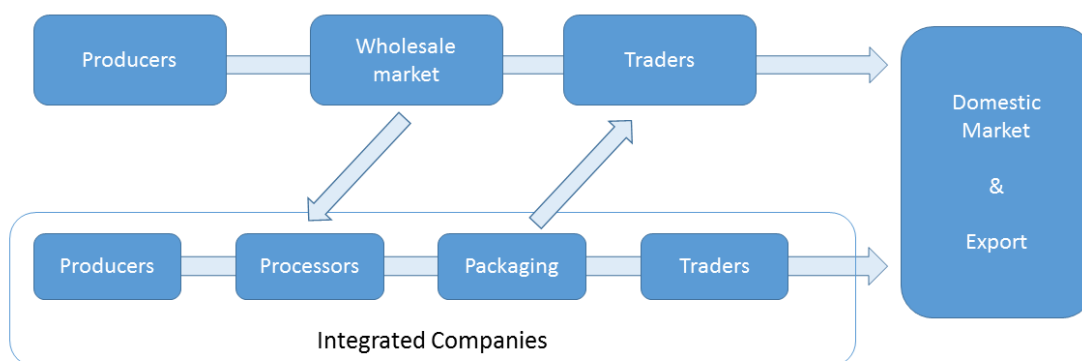 Producers
Wholesale
market
Traders
Domestic
Market
&
Export
Producers
Processors
Packaging
Traders
Integrated Companies